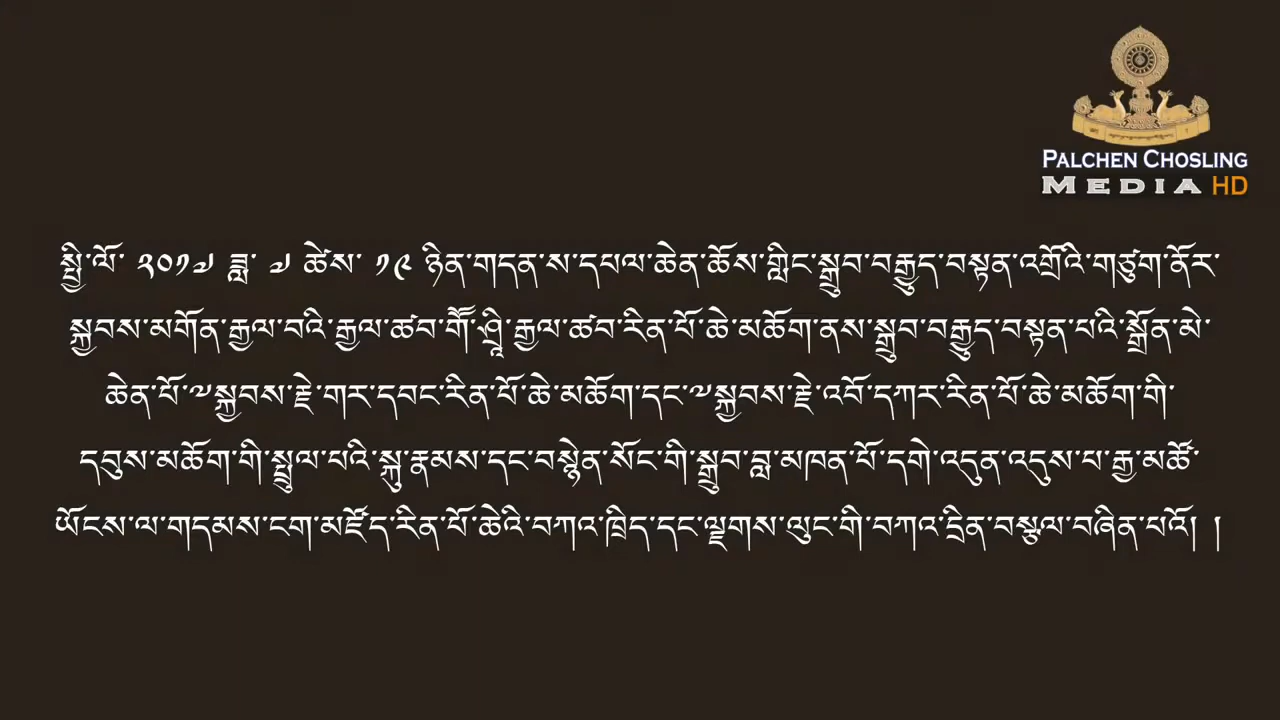 PALCHEN CHOSLING
MEDIA HD
སྤྱི་ལོ་ ༢༠༡༧ ཟླ་ ༧ ཚེས་ ༡༩ ཉིན་གདན་ས་དཔལ་ཆེན་ཆོས་གླིང་སྒྲུབ་བརྒྱུད་བསྟན་འགྲོའི་གཙུག་ནོར་
སྐྱབས་མགོན་རྒྱལ་བའི་རྒྱལ་ཚབ་གོཾ་ཤྲཱི་རྒྱལ་ཚབ་རིན་པོ་ཆེ་མཆོག་ནས་སྒྲུབ་བརྒྱུད་བསྟན་པའི་སྒྲོན་མེ་
ཆེན་པོ་༧སྐྱབས་རྗེ་གར་དབང་རིན་པོ་ཆེ་མཆོག་དང་༧སྐྱབས་རྗེ་འབོ་དཀར་རིན་པོ་ཆེ་མཆོག་གི་
དབུས་མཆོག་གི་སྤྲུལ་པའི་སྐུ་རྣམས་དང་བསྙེན་སོང་གི་སྒྲུབ་བླ་མཁན་པོ་དགེ་འདུན་འདུས་པ་རྒྱ་མཚོ་
ཡོངས་ལ་གདམས་ངག་མཛོད་རིན་པོ་ཆེའི་བཀའ་ཁྲིད་དང་ལྗགས་ལུང་གི་བཀའ་དྲིན་བསྩལ་བཞིན་པའོ། །